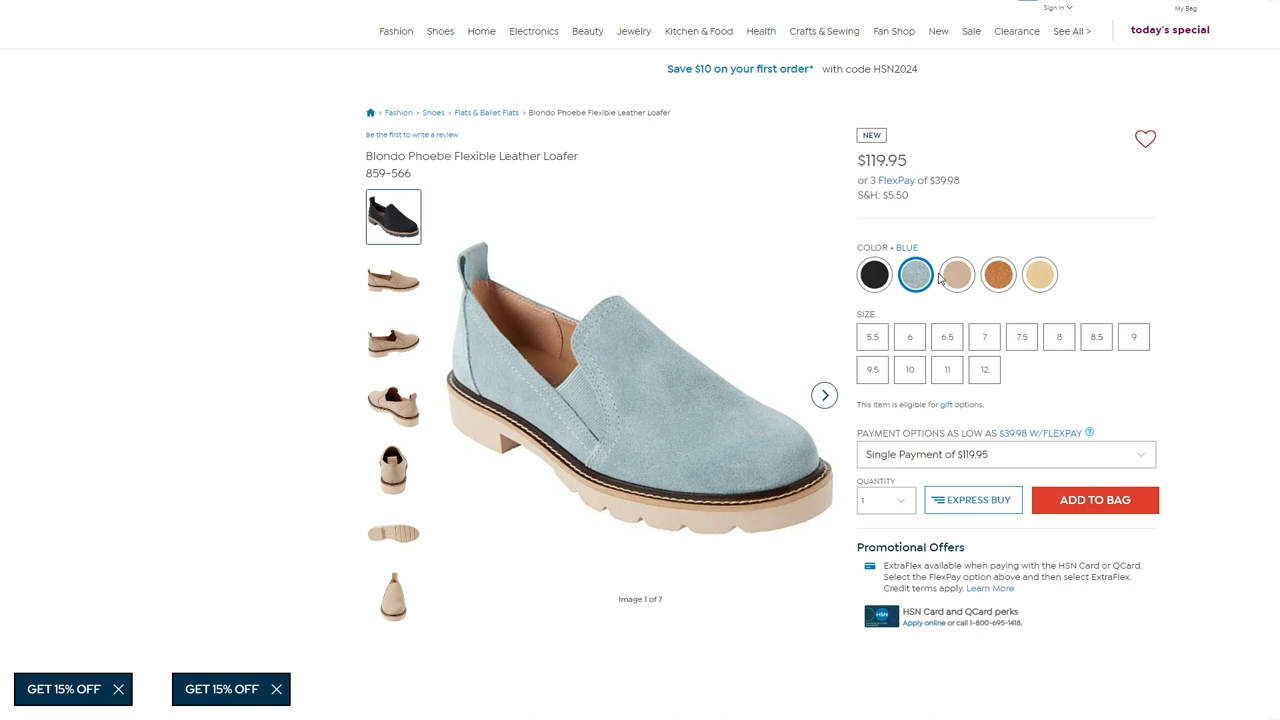 Sign In
My Bag
Fashion Shoes Home Electronics Beauty Jewelry Kitchen & Food Health Crafts & Sewing Fan Shop New Sale Clearance See All > today's special
Save $10 on your first order* with code HSN2024
> Fashion > Shoes > Flats & Ballet Flats > Blondo Phoebe Flexible Leather Loafer
Be the first to write a review
Blondo Phoebe Flexible Leather Loafer
859-566
NEW
$119.95
or 3 FlexPay of $39.98
S&H: $5.50
COLOR • BLUE
SIZE
5.5 6 6.5 7 7.5 8 8.5 9
9.5 10 11 12
This item is eligible for gift options.
PAYMENT OPTIONS AS LOW AS $39.98 W/FLEXPAY ?
Single Payment of $119.95
QUANTITY
1 EXPRESS BUY ADD TO BAG
Promotional Offers
ExtraFlex available when paying with the HSN Card or QCard.
Select the FlexPay option above and then select ExtraFlex.
Credit terms apply. Learn More
HSN
HSN Card and QCard perks
Apply online or call 1-800-695-1418.
Image 1 of 7
GET 15% OFF GET 15% OFF